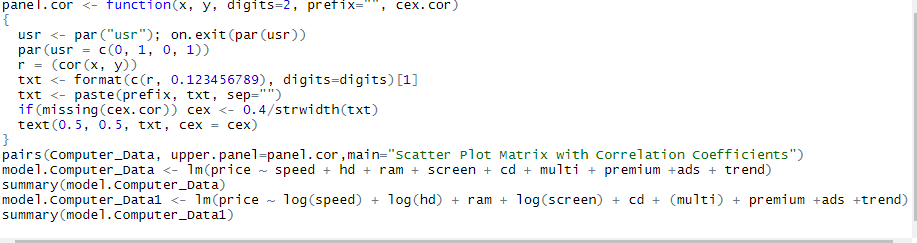 panel.cor <- function(x, y, digits=2, prefix="", cex.cor)
{
usr <- par("usr"); on.exit(par(usr))
par(usr = c(0, 1, 0, 1))
r = (cor(x, y))
txt <- format(c(r, 0.123456789), digits=digits)[1]
txt <- paste(prefix, txt, sep="")
if(missing(cex.cor)) cex <- 0.4/strwidth(txt)
text(0.5, 0.5, txt, cex = cex)
}
pairs(Computer_Data, upper.panel=panel.cor,main="Scatter Plot Matrix with Correlation Coefficients")
model.Computer_Data <- lm(price ~ speed + hd + ram + screen + cd + multi + premium +ads + trend)
summary(model.Computer_Data)
model.Computer_Data1 <- lm(price ~ log(speed) + log(hd) + ram + log(screen) + cd + (multi) + premium +ads +trend)
summary(model.Computer_Data1)